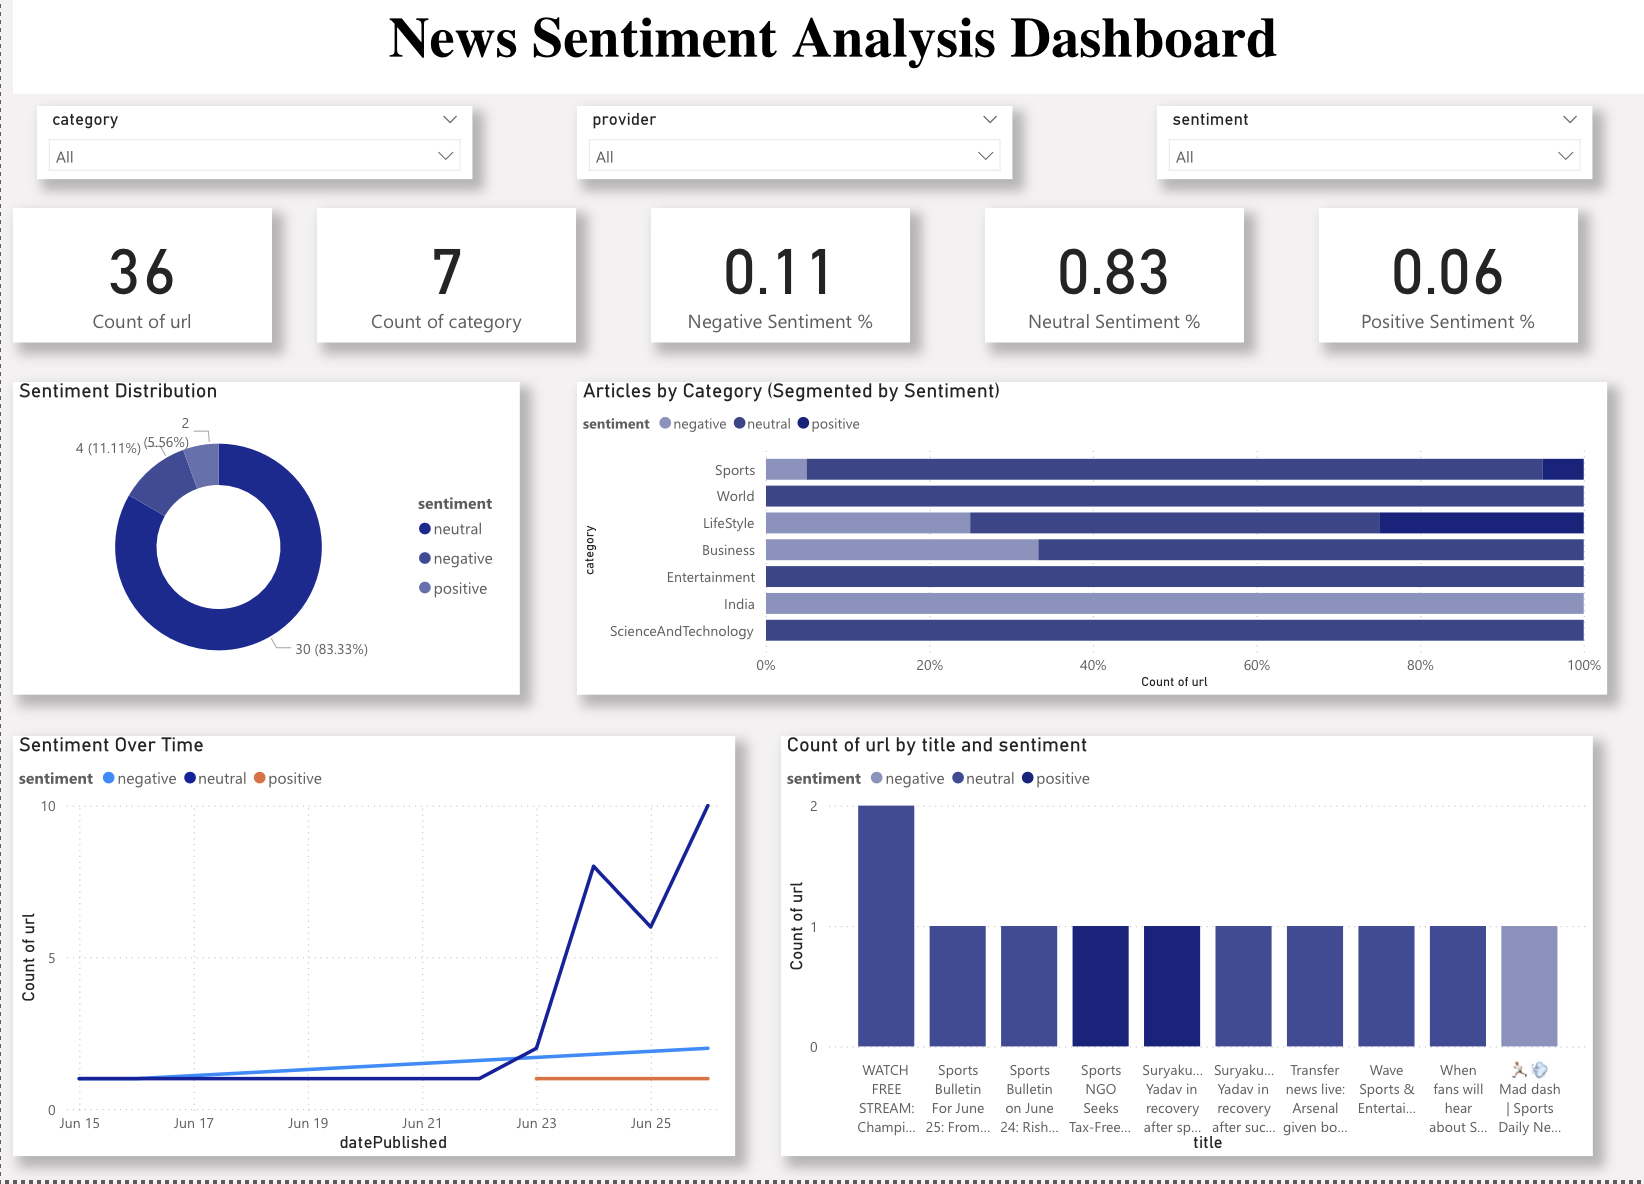 News Sentiment Analysis Dashboard
category
All
provider
All
sentiment
All
36
Count of url
7
Count of category
0.11
Negative Sentiment %
0.83
Neutral Sentiment %
0.06
Positive Sentiment %
Sentiment Distribution
2
(5.56%)
4 (11.11%)
30 (83.33%)
sentiment
neutral
negative
positive
Articles by Category (Segmented by Sentiment)
sentiment negative neutral positive
category
Sports
World
LifeStyle
Business
Entertainment
India
ScienceAndTechnology
0% 20% 40% 60% 80% 100%
Count of url
Sentiment Over Time
sentiment negative neutral positive
Count of url
10
5
0
Jun 15 Jun 17 Jun 19 Jun 21 Jun 23 Jun 25
datePublished
Count of url by title and sentiment
sentiment negative neutral positive
Count of url
2
1
0
WATCH
FREE
STREAM:
Champi...
Sports
Bulletin
For June
25: From...
Sports
Bulletin
on June
24: Rish...
Sports
NGO
Seeks
Tax-Free...
Suryaku...
Yadav in
recovery
after sp...
Suryaku...
Yadav in
recovery
after suc...
Transfer
news live:
Arsenal
given bo...
Wave
Sports &
Entertai...
When
fans will
hear
about S...
🏃💨
Mad dash
| Sports
Daily Ne...
title